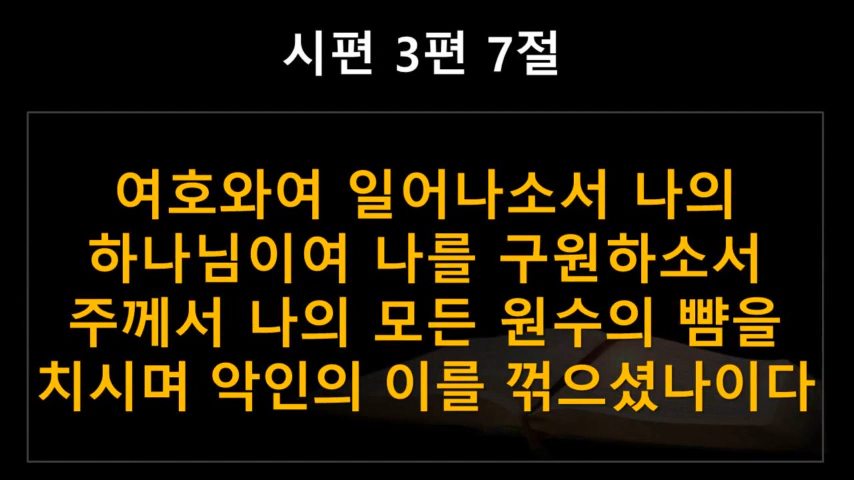 시편 3편 7절
여호와여 일어나소서 나의
하나님이여 나를 구원하소서
주께서 나의 모든 원수의 뺨을
치시며 악인의 이를 꺾으셨나이다